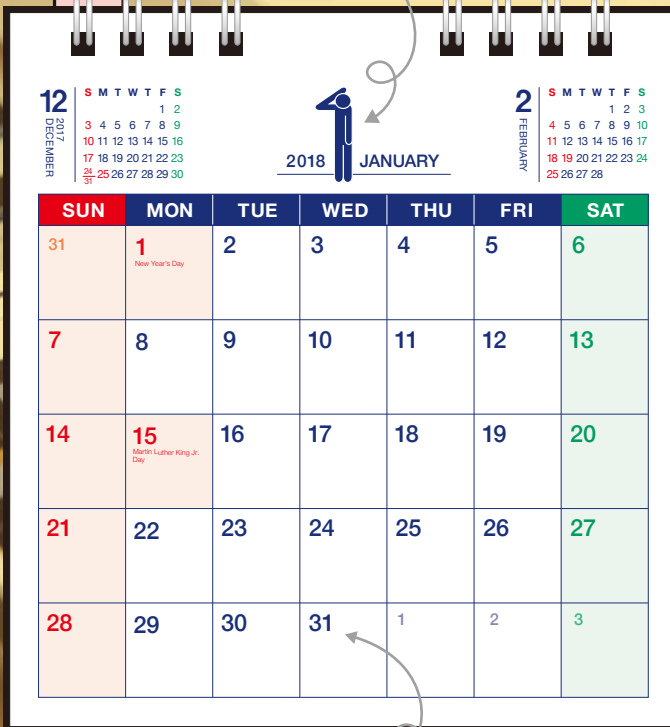 12
2017
DECEMBER
S M T W T F S
1 2
3 4 5 6 7 8 9
10 11 12 13 14 15 16
17 18 19 20 21 22 23
24/31 25 26 27 28 29 30
1
2018 JANUARY
2
FEBRUARY
S M T W T F S
1 2 3
4 5 6 7 8 9 10
11 12 13 14 15 16 17
18 19 20 21 22 23 24
25 26 27 28
SUN MON TUE WED THU FRI SAT
31 1 2 3 4 5 6
New Year's Day
7 8 9 10 11 12 13
14 15 16 17 18 19 20
Martin Luther King Jr.
Day
21 22 23 24 25 26 27
28 29 30 31 1 2 3